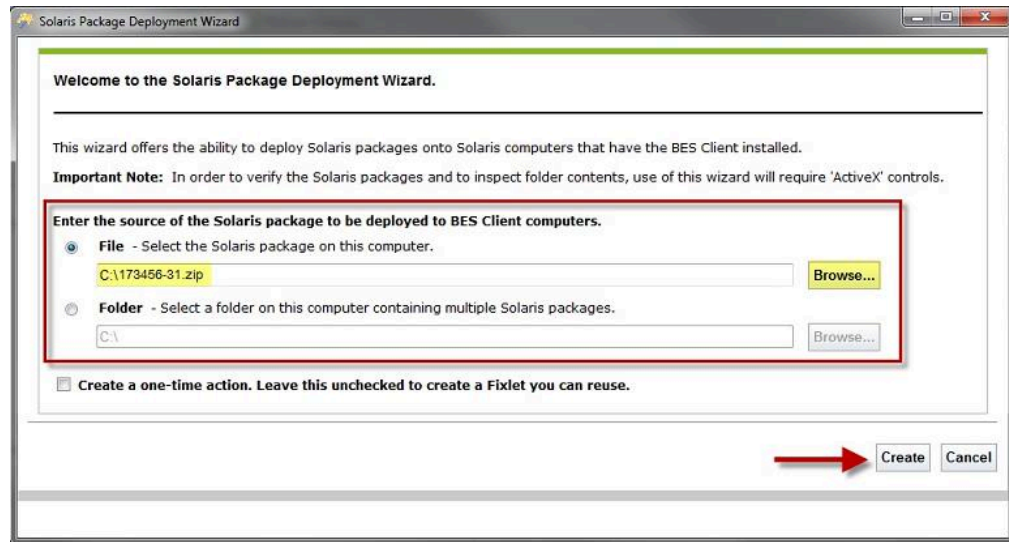 Solaris Package Deployment Wizard
Welcome to the Solaris Package Deployment Wizard.
This wizard offers the ability to deploy Solaris packages onto Solaris computers that have the BES Client installed.
Important Note: In order to verify the Solaris packages and to inspect folder contents, use of this wizard will require 'ActiveX' controls.
Enter the source of the Solaris package to be deployed to BES Client computers.
File - Select the Solaris package on this computer.
C:\173456-31.zip Browse...
Folder - Select a folder on this computer containing multiple Solaris packages.
C:\ Browse...
Create a one-time action. Leave this unchecked to create a Fixlet you can reuse.
Create Cancel